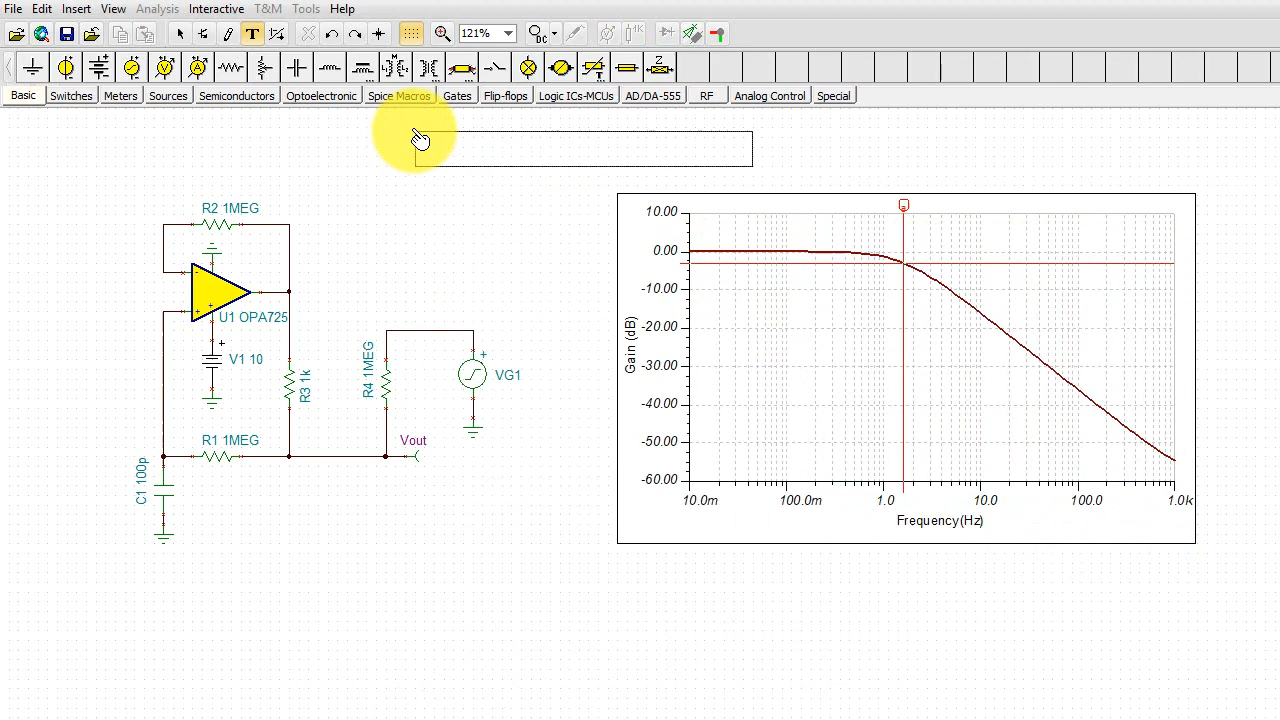 File Edit Insert View Analysis Interactive T&M Tools Help
T 121% DC
Z
Basic Switches Meters Sources Semiconductors Optoelectronic Spice Macros Gates Flip-flops Logic ICs-MCUs AD/DA-555 RF Analog Control Special
R2 1MEG
U1 OPA725
V1 10
R3 1k
R4 1MEG
VG1
R1 1MEG
Vout
C1 100p
a
10.00
0.00
-10.00
-20.00
-30.00
-40.00
-50.00
-60.00
Gain (dB)
10.0m 100.0m 1.0 10.0 100.0 1.0k
Frequency(Hz)